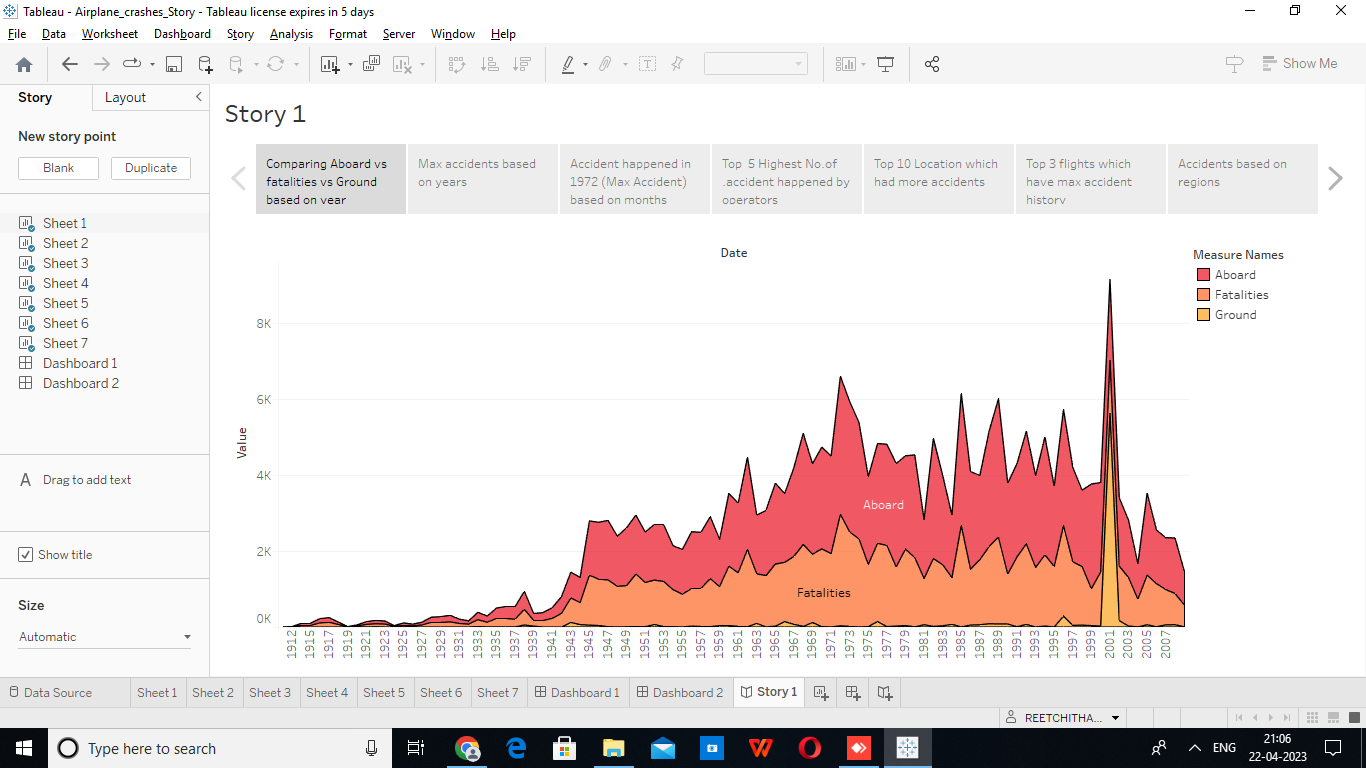 Tableau - Airplane_crashes_Story - Tableau license expires in 5 days
File Data Worksheet Dashboard Story Analysis Format Server Window Help
Show Me
Story Layout
New story point
Blank Duplicate
Sheet 1
Sheet 2
Sheet 3
Sheet 4
Sheet 5
Sheet 6
Sheet 7
Dashboard 1
Dashboard 2
A Drag to add text
Show title
Size
Automatic
Story 1
Comparing Aboard vs
fatalities vs Ground
based on year
Max accidents based
on years
Accident happened in
1972 (Max Accident)
based on months
Top 5 Highest No.of
.accident happened by
operators
Top 10 Location which
had more accidents
Top 3 flights which
have max accident
history
Accidents based on
regions
Date
Measure Names
Aboard
Fatalities
Ground
Value
8K
6K
4K
2K
0K
Aboard
Fatalities
1912 1915 1917 1919 1921 1923 1925 1927 1929 1931 1933 1935 1937 1939 1941 1943 1945 1947 1949 1951 1953 1955 1957 1959 1961 1963 1965 1967 1969 1971 1973 1975 1977 1979 1981 1983 1985 1987 1989 1991 1993 1995 1997 1999 2001 2003 2005 2007
Data Source Sheet 1 Sheet 2 Sheet 3 Sheet 4 Sheet 5 Sheet 6 Sheet 7 Dashboard 1 Dashboard 2 Story 1
REETCHITHA...
Type here to search
ENG
21:06
22-04-2023